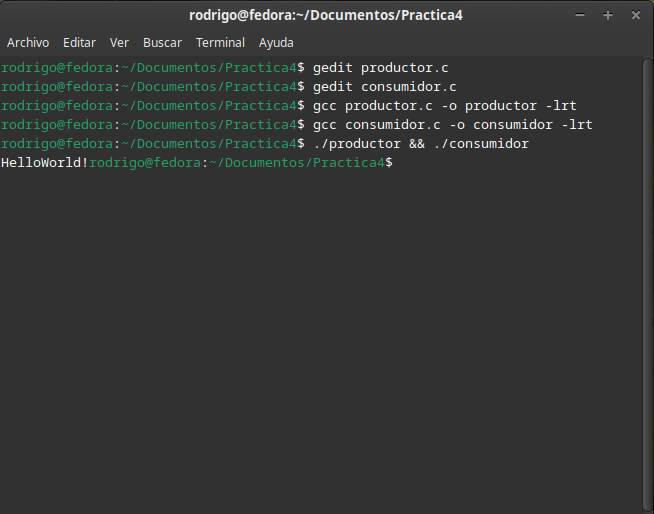 rodrigo@fedora:~/Documentos/Practica4
Archivo Editar Ver Buscar Terminal Ayuda
rodrigo@fedora:~/Documentos/Practica4$ gedit productor.c
rodrigo@fedora:~/Documentos/Practica4$ gedit consumidor.c
rodrigo@fedora:~/Documentos/Practica4$ gcc productor.c -o productor -lrt
rodrigo@fedora:~/Documentos/Practica4$ gcc consumidor.c -o consumidor -lrt
rodrigo@fedora:~/Documentos/Practica4$ ./productor && ./consumidor
HelloWorld!rodrigo@fedora:~/Documentos/Practica4$